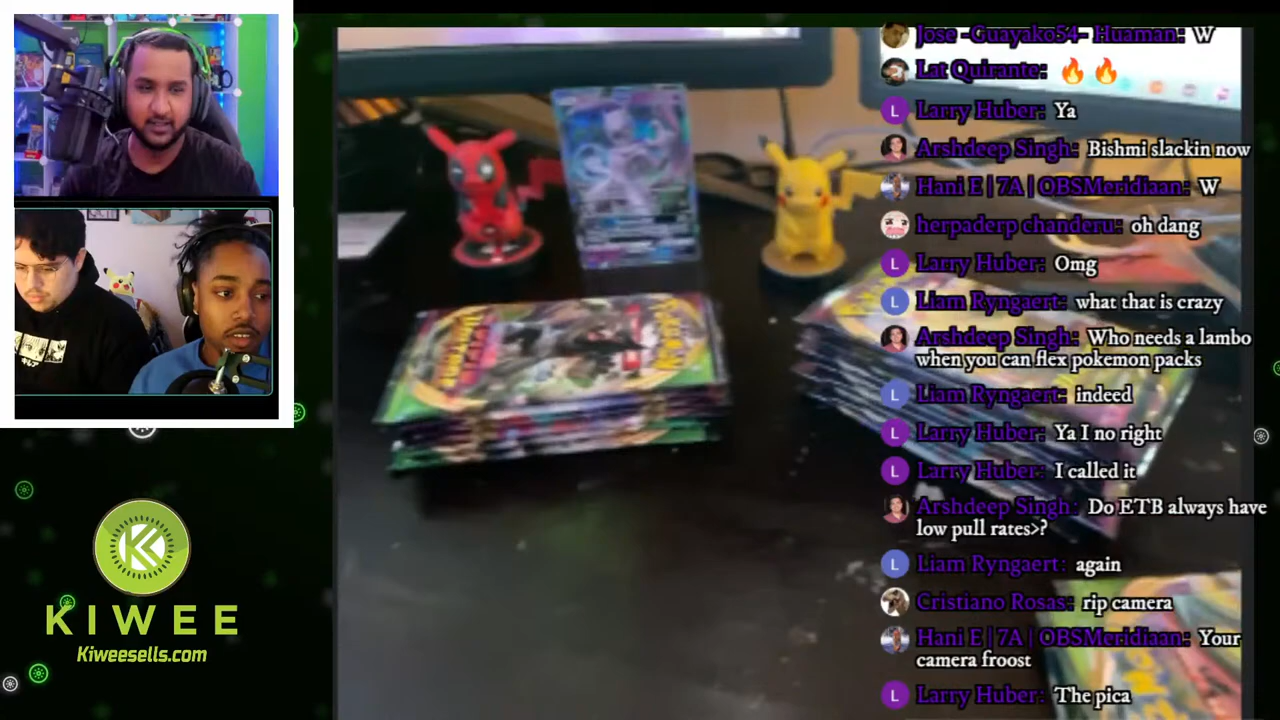 Jose -Guayako54- Huaman: W
Lat Quirante: 🔥 🔥
L Larry Huber: Ya
Arshdeep Singh: Bishmi slackin now
Hani E | 7A | OBSMeridiaan: W
herpaderp chanderu: oh dang
L Larry Huber: Omg
L Liam Ryngaert: what that is crazy
Arshdeep Singh: Who needs a lambo
when you can flex pokemon packs
L Liam Ryngaert: indeed
L Larry Huber: Ya I no right
L Larry Huber: I called it
Arshdeep Singh: Do ETB always have
low pull rates>?
L Liam Ryngaert: again
Cristiano Rosas: rip camera
Hani E | 7A | OBSMeridiaan: Your
camera froost
L Larry Huber: The pica
K
KIWEE
Kiweesells.com